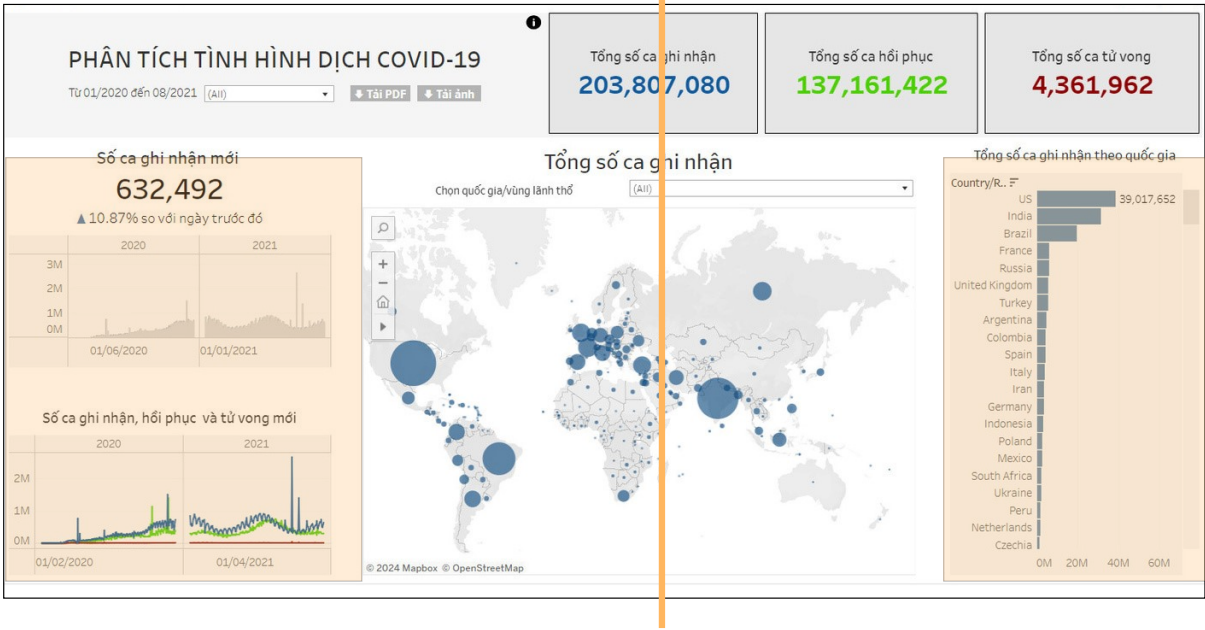 PHÂN TÍCH TÌNH HÌNH DỊCH COVID-19
Từ 01/2020 đến 08/2021 (All) Tải PDF Tải ảnh
Tổng số ca ghi nhận
203,807,080
Tổng số ca hồi phục
137,161,422
Tổng số ca tử vong
4,361,962
Số ca ghi nhận mới
632,492
▲ 10.87% so với ngày trước đó
2020 2021
3M
2M
1M
0M
01/06/2020 01/01/2021
Số ca ghi nhận, hồi phục và tử vong mới
2020 2021
2M
1M
0M
01/02/2020 01/04/2021
Tổng số ca ghi nhận
Chọn quốc gia/vùng lãnh thổ (All)
© 2024 Mapbox © OpenStreetMap
Tổng số ca ghi nhận theo quốc gia
Country/R..
US 39,017,652
India
Brazil
France
Russia
United Kingdom
Turkey
Argentina
Colombia
Spain
Italy
Iran
Germany
Indonesia
Poland
Mexico
South Africa
Ukraine
Peru
Netherlands
Czechia
0M 20M 40M 60M